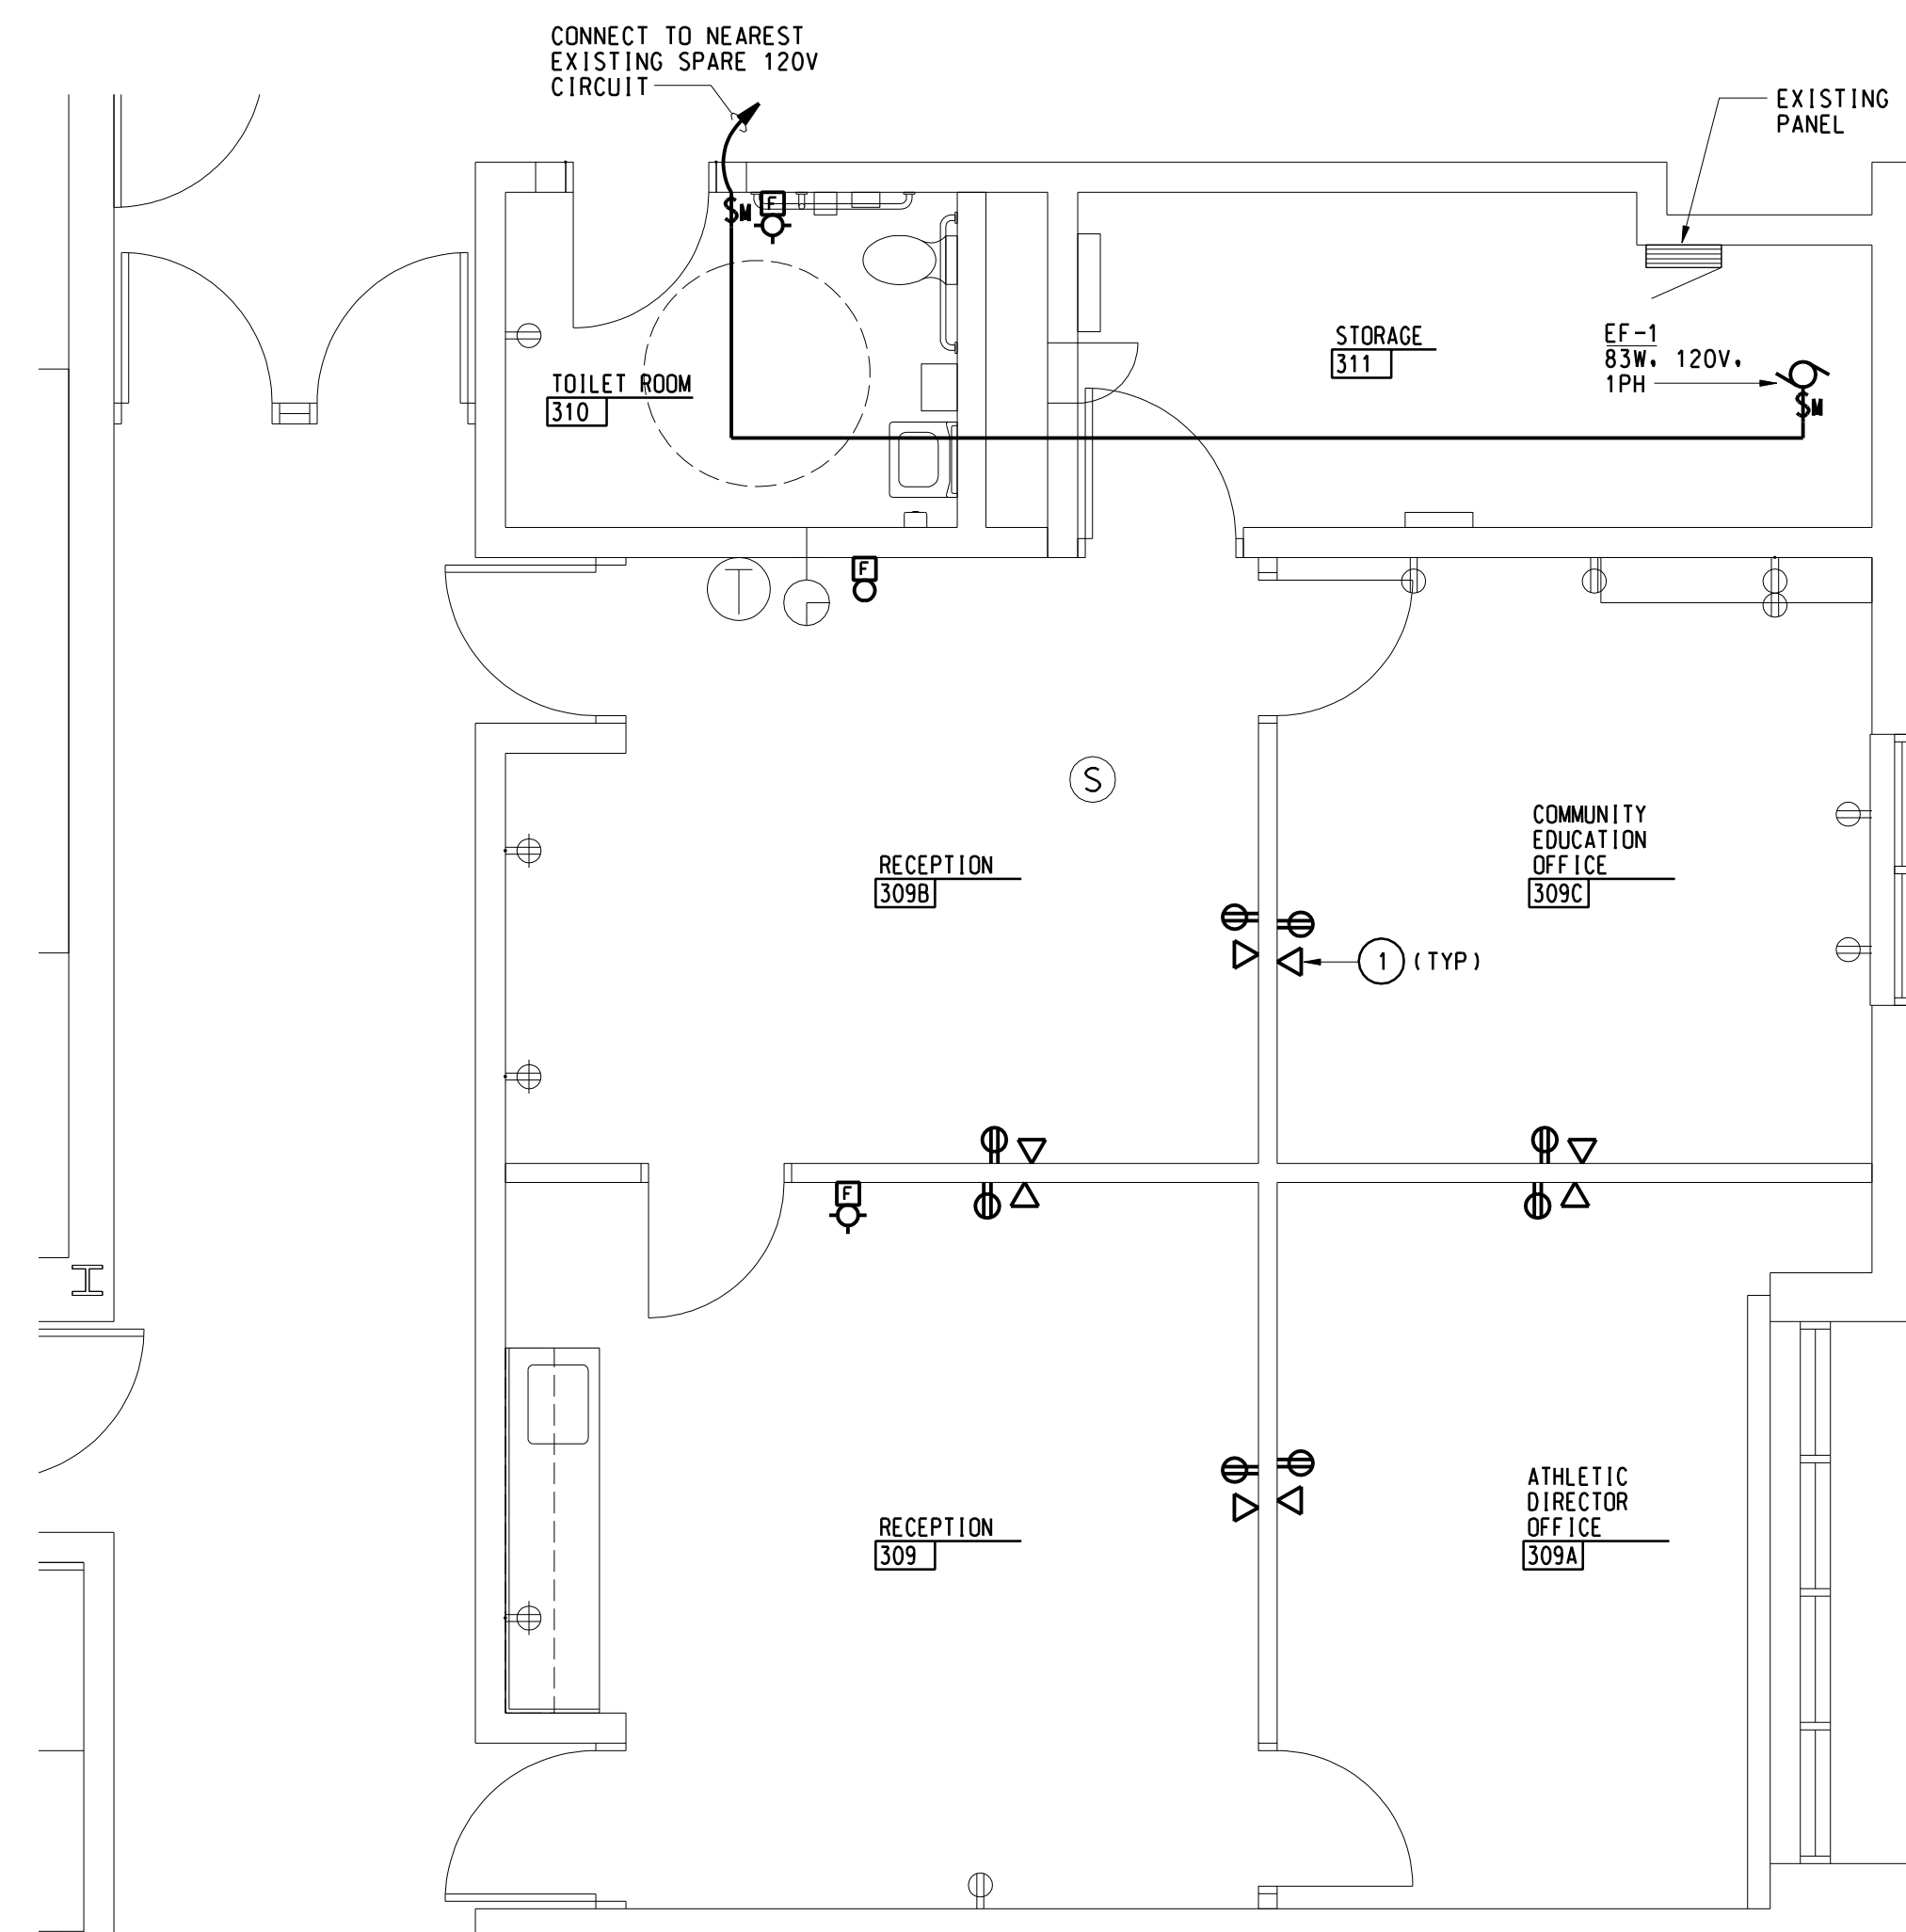 CONNECT TO NEAREST
EXISTING SPARE 120V
CIRCUIT
EXISTING
PANEL
$M
F
TOILET ROOM
310
STORAGE
311
EF-1
83W. 120V.
1PH
$M
T
F
S
RECEPTION
309B
COMMUNITY
EDUCATION
OFFICE
309C
1 (TYP)
F
RECEPTION
309
ATHLETIC
DIRECTOR
OFFICE
309A